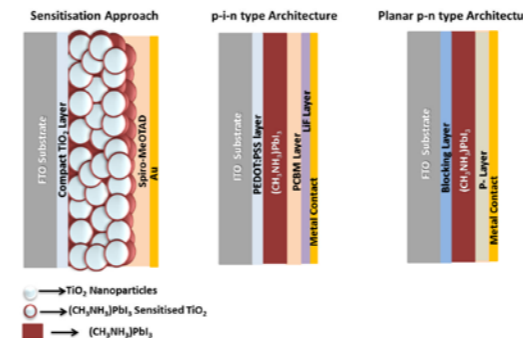 Sensitisation Approach
p-i-n type Architecture
Planar p-n type Architectu
FTO Substrate
Compact TiO₂ Layer
Spiro-MeOTAD
Au
ITO Substrate
PEDOT:PSS layer
(CH₃NH₃)PbI₃
PCBM Layer
LiF Layer
Metal Contact
FTO Substrate
Blocking Layer
(CH₃NH₃)PbI₃
P- Layer
Metal Contact
TiO₂ Nanoparticles
(CH₃NH₃)PbI₃ Sensitised TiO₂
(CH₃NH₃)PbI₃